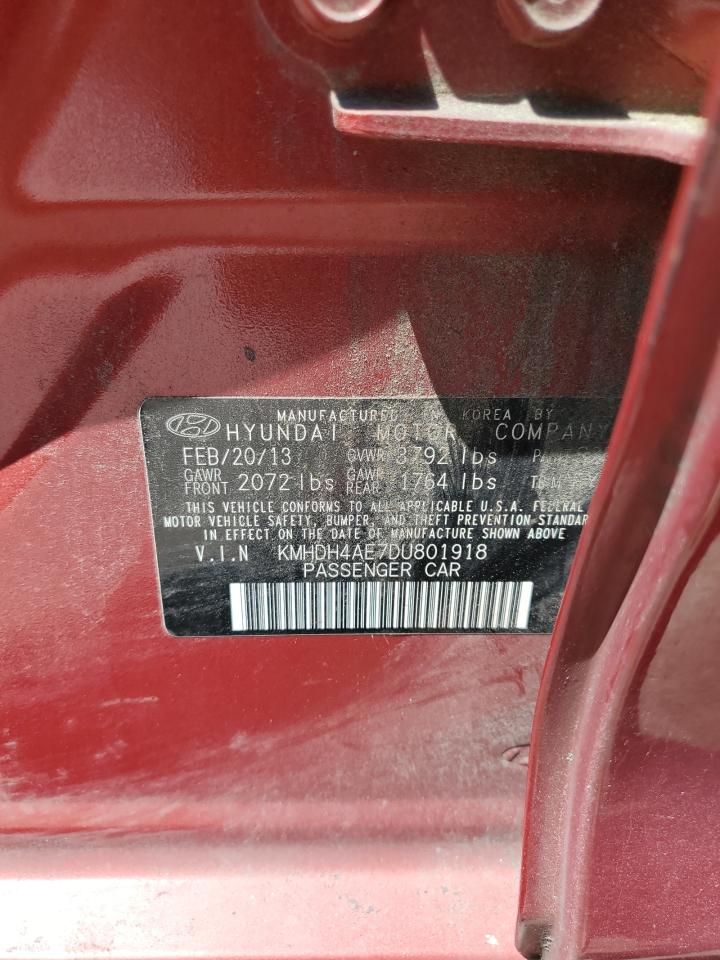 MANUFACTURED IN KOREA BY
HYUNDAI MOTOR COMPANY
FEB/20/13 GVWR 3792 lbs
GAWR FRONT 2072 lbs GAWR REAR 1764 lbs
THIS VEHICLE CONFORMS TO ALL APPLICABLE U.S.A. FEDERAL
MOTOR VEHICLE SAFETY, BUMPER, AND THEFT PREVENTION STANDARD
IN EFFECT ON THE DATE OF MANUFACTURE SHOWN ABOVE
V.I.N KMHDH4AE7DU801918
PASSENGER CAR